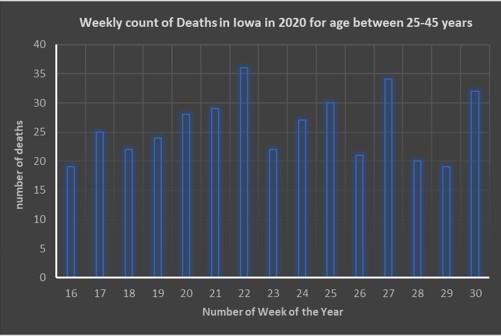 Weekly count of Deaths in Iowa in 2020 for age between 25-45 years
40
35
30
25
20
15
10
5
0
number of deaths
16 17 18 19 20 21 22 23 24 25 26 27 28 29 30
Number of Week of the Year